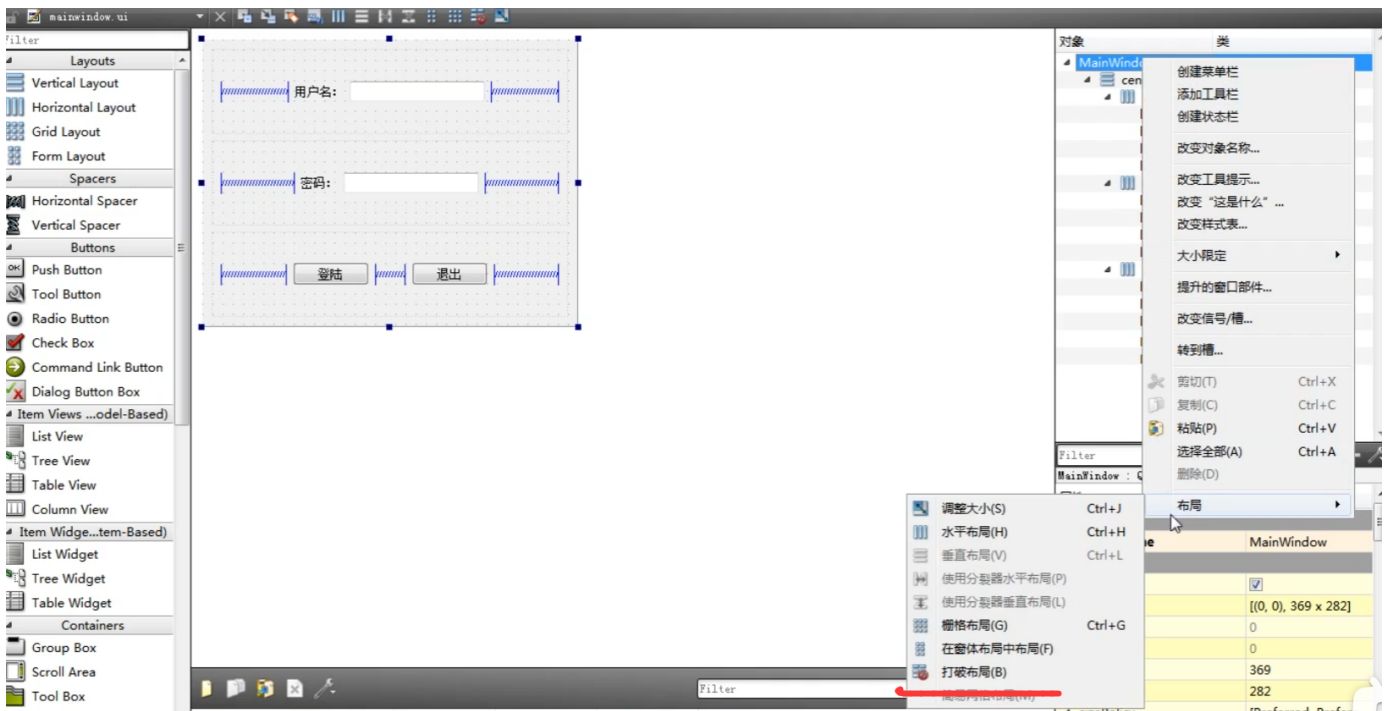 mainwindow.ui
Filter
Layouts
Vertical Layout
Horizontal Layout
Grid Layout
Form Layout
Spacers
Horizontal Spacer
Vertical Spacer
Buttons
Push Button
Tool Button
Radio Button
Check Box
Command Link Button
Dialog Button Box
Item Views ...odel-Based)
List View
Tree View
Table View
Column View
Item Widge...tem-Based)
List Widget
Tree Widget
Table Widget
Containers
Group Box
Scroll Area
Tool Box
用户名:
密码:
登陆
退出
Filter
对象 类
MainWindo
cen
创建菜单栏
添加工具栏
创建状态栏
改变对象名称...
改变工具提示...
改变“这是什么”...
改变样式表...
大小限定
提升的窗口部件...
改变信号/槽...
转到槽...
剪切(T) Ctrl+X
复制(C) Ctrl+C
粘贴(P) Ctrl+V
选择全部(A) Ctrl+A
删除(D)
布局
调整大小(S) Ctrl+J
水平布局(H) Ctrl+H
垂直布局(V) Ctrl+L
使用分裂器水平布局(P)
使用分裂器垂直布局(L)
栅格布局(G) Ctrl+G
在窗体布局中布局(F)
打破布局(B)
Filter
MainWindow : Q
MainWindow
[(0, 0), 369 x 282]
0
0
369
282